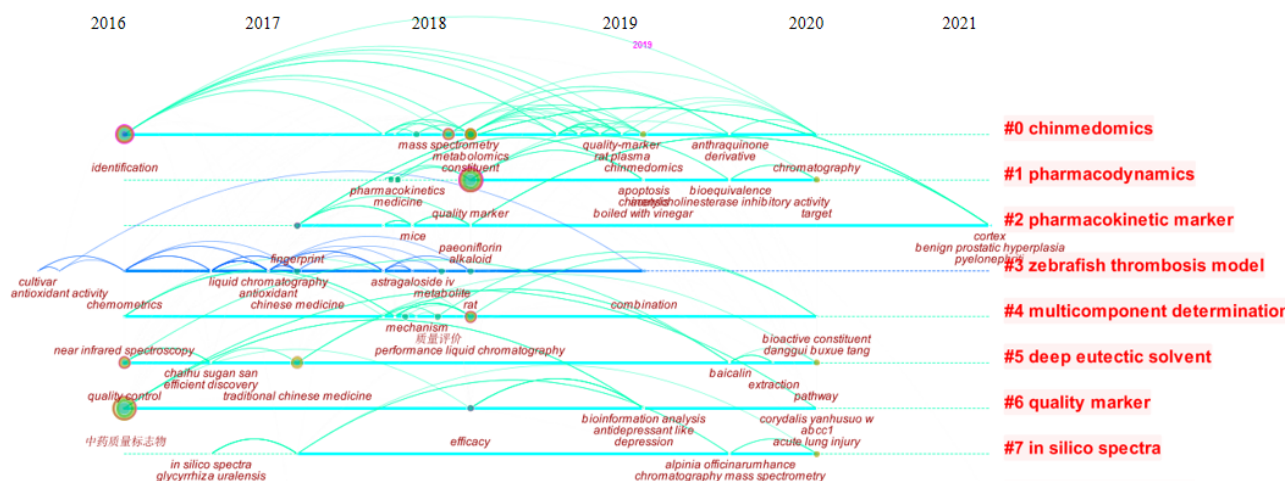 2016 2017 2018 2019 2020 2021
2019
#0 chinmedomics
mass spectrometry quality-marker anthraquinone
metabolomics rat plasma derivative
identification constituent chinmedomics chromatography
#1 pharmacodynamics
pharmacokinetics apoptosis bioequivalence
medicine acetylcholinesterase inhibitory activity
quality marker boiled with vinegar target
#2 pharmacokinetic marker
mice cortex
paeoniflorin benign prostatic hyperplasia
fingerprint alkaloid pyelonephriti
#3 zebrafish thrombosis model
cultivar liquid chromatography astragaloside iv
antioxidant activity antioxidant metabolite
chemometrics chinese medicine rat combination
#4 multicomponent determination
mechanism
质量评价 bioactive constituent
near infrared spectroscopy performance liquid chromatography danggui buxue tang
#5 deep eutectic solvent
chaihu sugan san baicalin
efficient discovery extraction
quality control traditional chinese medicine pathway
#6 quality marker
bioinformation analysis corydalis yanhusuo w
antidepressant like abcc1
中药质量标志物 efficacy depression acute lung injury
#7 in silico spectra
in silico spectra alpinia officinarumhance
glycyrrhiza uralensis chromatography mass spectrometry